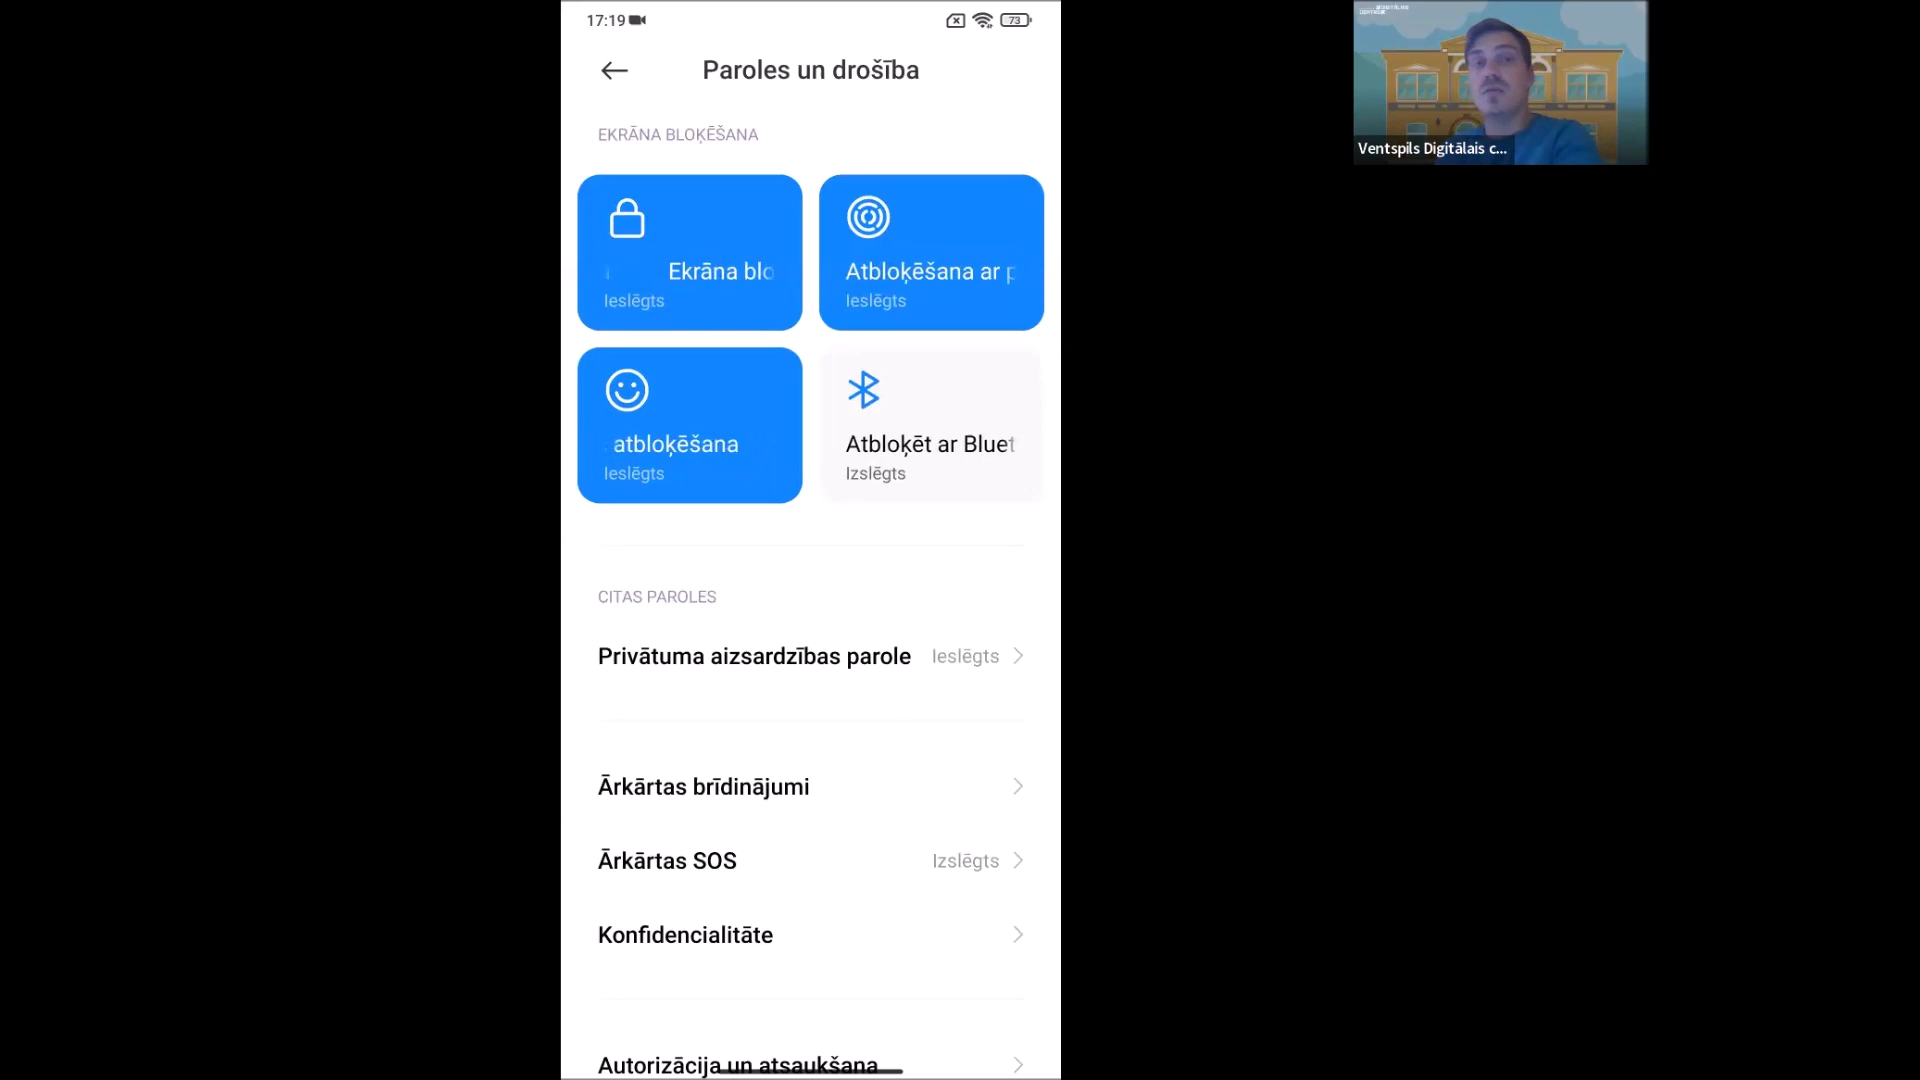 17:19
73
Paroles un drošība
EKRĀNA BLOĶĒŠANA
Ekrāna blo
Ieslēgts
Atbloķēšana ar p
Ieslēgts
atbloķēšana
Ieslēgts
Atbloķēt ar Bluet
Izslēgts
CITAS PAROLES
Privātuma aizsardzības parole Ieslēgts
Ārkārtas brīdinājumi
Ārkārtas SOS Izslēgts
Konfidencialitāte
Autorizācija un atsaukšana
Ventspils Digitālais c...